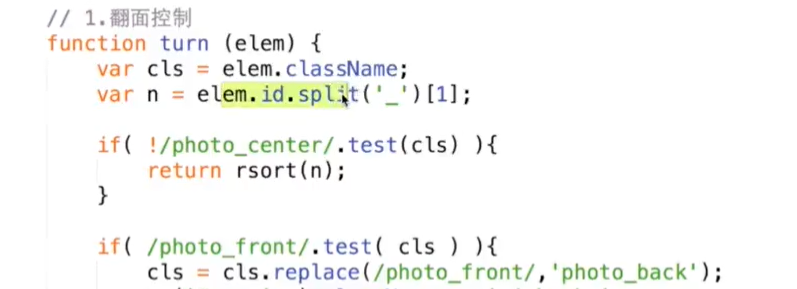 // 1.翻面控制
function turn (elem) {
var cls = elem.className;
var n = elem.id.split('_')[1];
if( !/photo_center/.test(cls) ){
return rsort(n);
}
if( /photo_front/.test( cls ) ){
cls = cls.replace(/photo_front/,'photo_back');